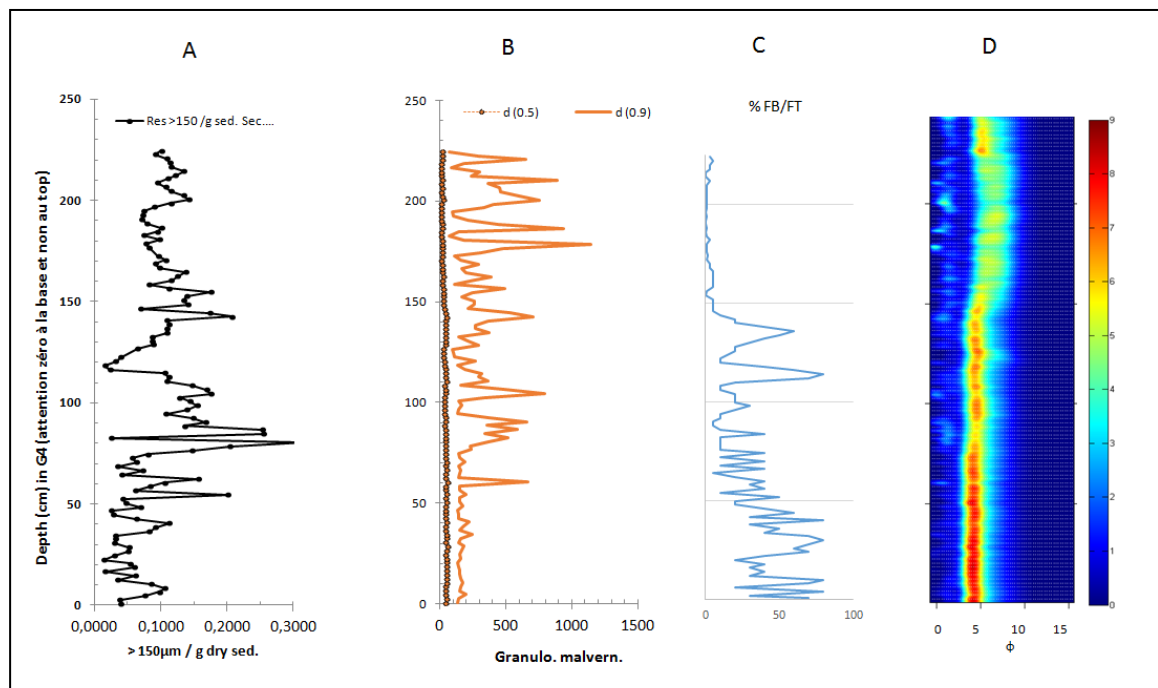 A
B
C
D
Res >150 /g sed. Sec....
d (0.5)
d (0.9)
% FB/FT
Depth (cm) in G4 (attention zéro à la base et non au top)
250
200
150
100
50
0
0,0000 0,1000 0,2000 0,3000
>150µm / g dry sed.
250
200
150
100
50
0
0 500 1000 1500
Granulo. malvern.
0 50 100
9
8
7
6
5
4
3
2
1
0
0 5 10 15
ϕ